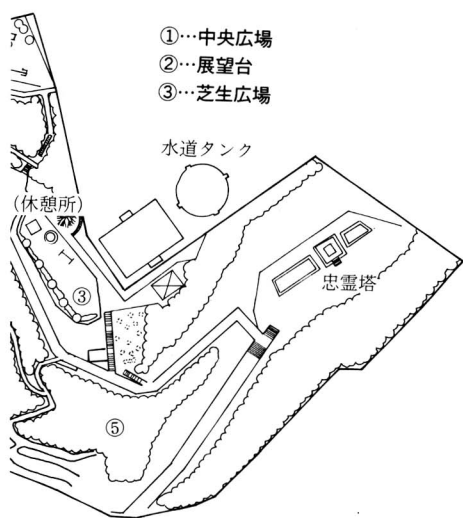 ①…中央広場
②…展望台
③…芝生広場
水道タンク
(休憩所)
③
忠霊塔
⑤